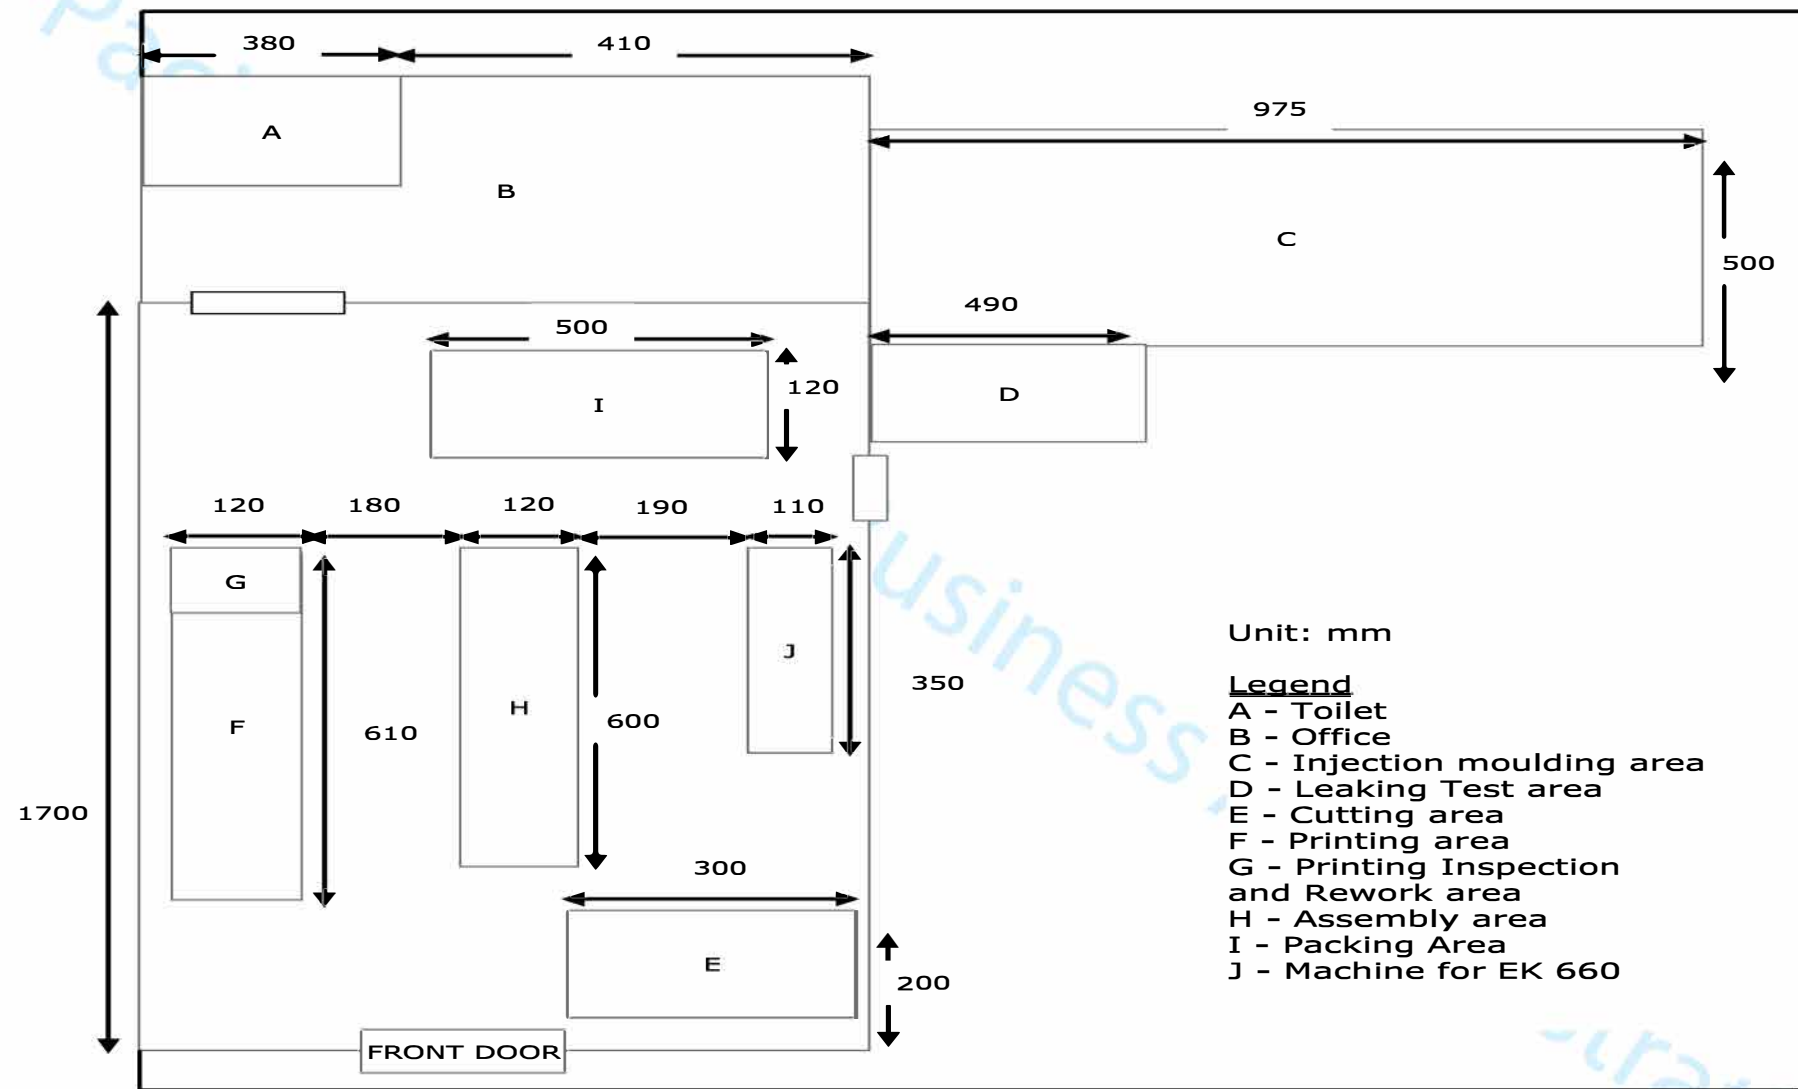 380
410
975
A
B
C
500
490
500
120
I
D
120
180
120
190
110
G
J
F
H
350
610
600
1700
300
E
200
FRONT DOOR
Unit: mm
Legend
A - Toilet
B - Office
C - Injection moulding area
D - Leaking Test area
E - Cutting area
F - Printing area
G - Printing Inspection
and Rework area
H - Assembly area
I - Packing Area
J - Machine for EK 660
usiness